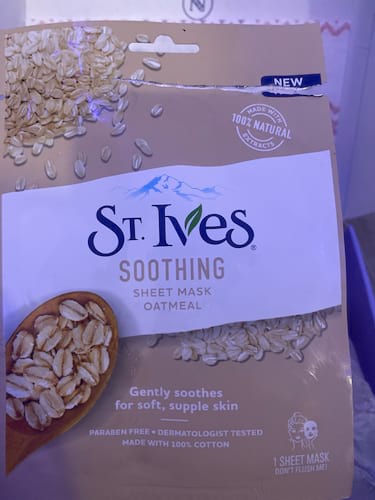 N
NEW
MADE WITH
100% NATURAL
EXTRACTS
ST. Ives®
SOOTHING
SHEET MASK
OATMEAL
Gently soothes
for soft, supple skin
PARABEN FREE • DERMATOLOGIST TESTED
MADE WITH 100% COTTON
1 SHEET MASK
DON'T FLUSH ME!